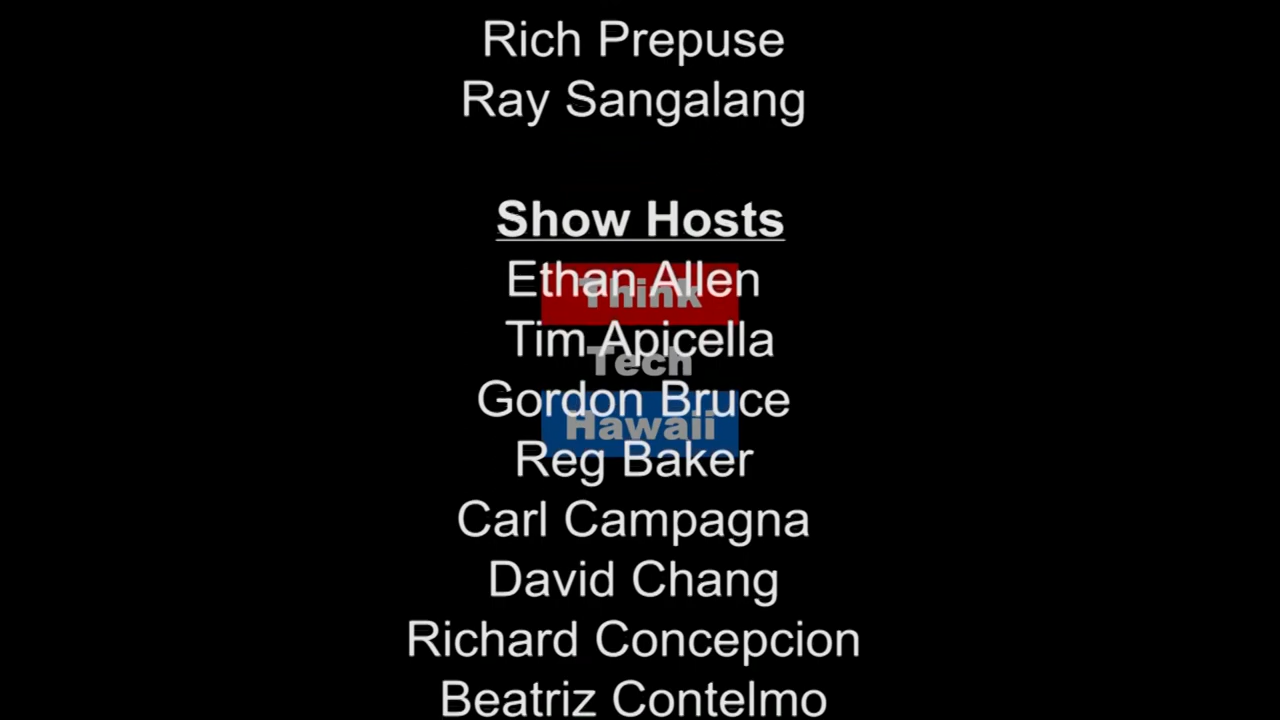 Rich Prepuse
Ray Sangalang
Show Hosts
Ethan Allen
Think
Tim Apicella
Tech
Gordon Bruce
Hawaii
Reg Baker
Carl Campagna
David Chang
Richard Concepcion
Beatriz Contelmo